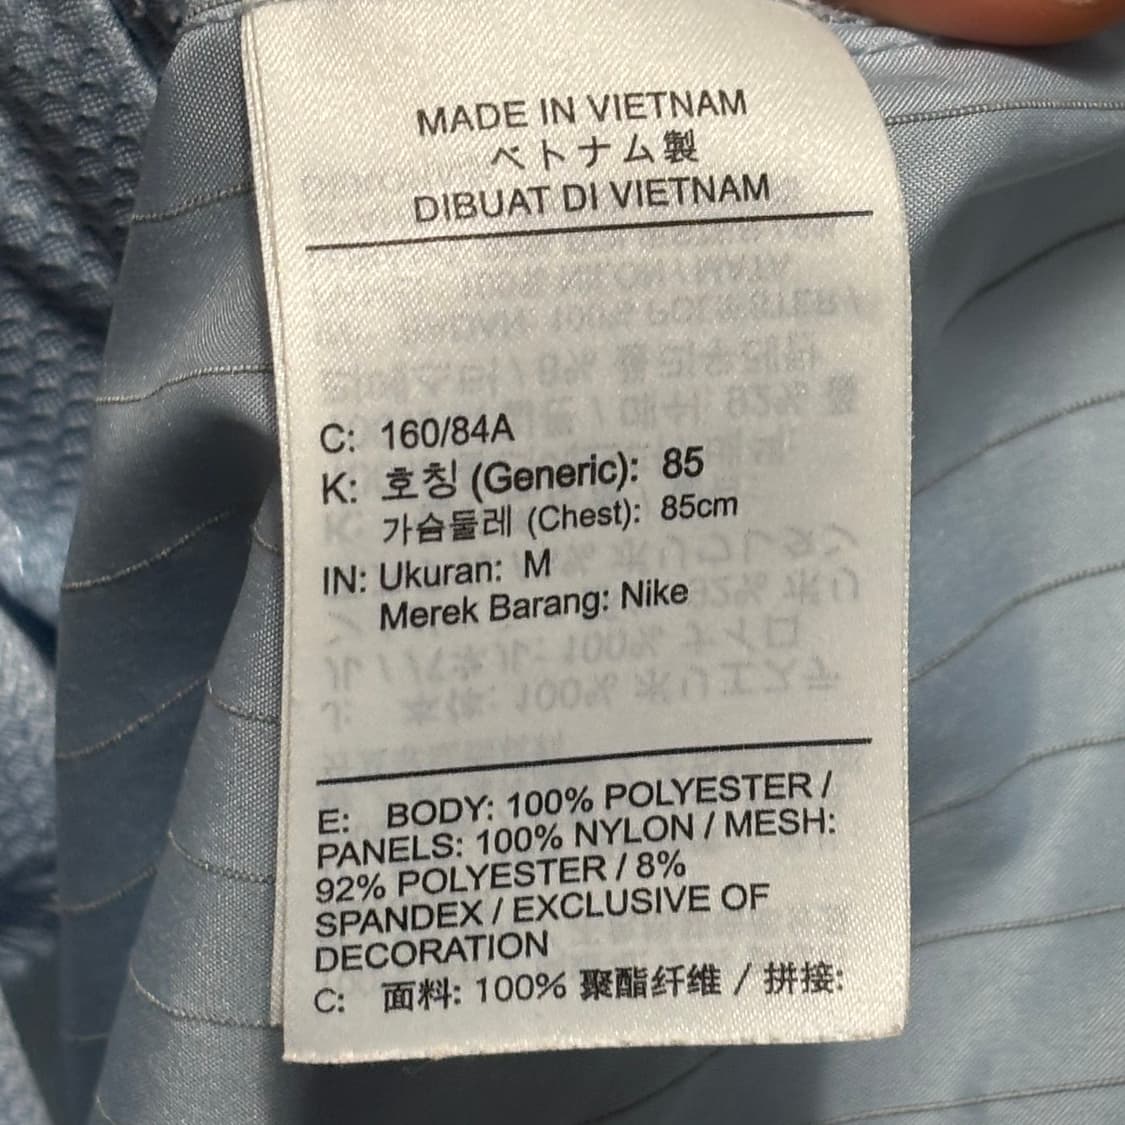 MADE IN VIETNAM
ベトナム製
DIBUAT DI VIETNAM
C: 160/84A
K: 호칭 (Generic): 85
가슴둘레 (Chest): 85cm
IN: Ukuran: M
Merek Barang: Nike
E: BODY: 100% POLYESTER /
PANELS: 100% NYLON / MESH:
92% POLYESTER / 8%
SPANDEX / EXCLUSIVE OF
DECORATION
C: 面料: 100% 聚酯纤维 / 拼接: